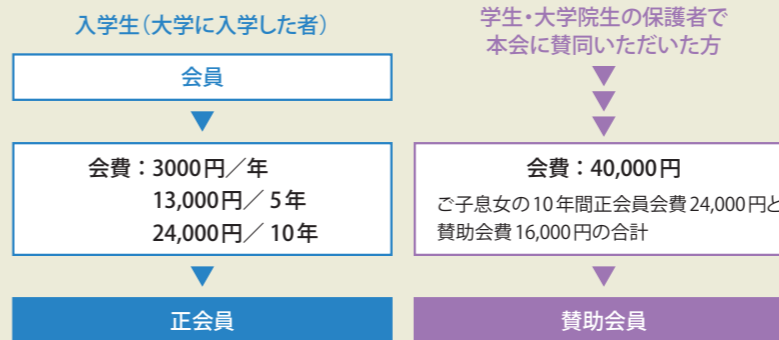 入学生（大学に入学した者）
会員
会費：3000円／年
13,000円／5年
24,000円／10年
正会員
学生・大学院生の保護者で
本会に賛同いただいた方
会費：40,000円
ご子息女の10年間正会員会費24,000円と
賛助会費16,000円の合計
賛助会員